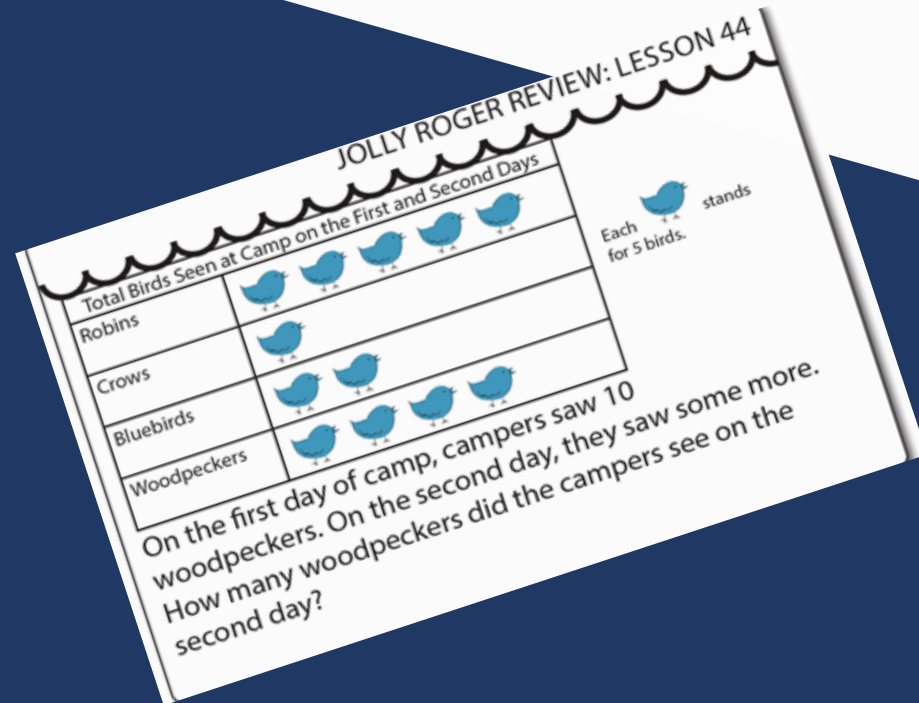 JOLLY ROGER REVIEW: LESSON 44
Total Birds Seen at Camp on the First and Second Days
Robins
Crows
Bluebirds
Woodpeckers
Each stands
for 5 birds.
On the first day of camp, campers saw 10
woodpeckers. On the second day, they saw some more.
How many woodpeckers did the campers see on the
second day?